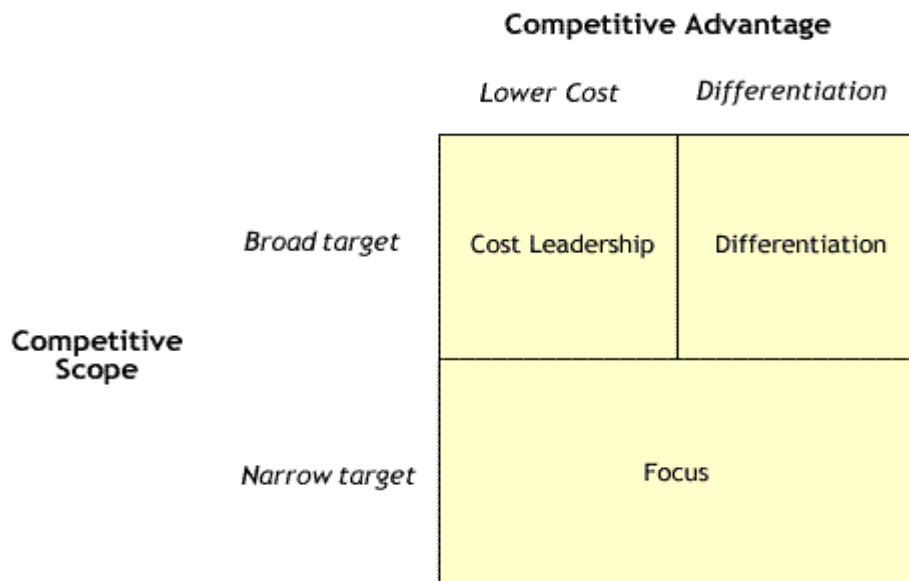 Competitive Advantage
Lower Cost
Differentiation
Broad target
Cost Leadership
Differentiation
Competitive
Scope
Narrow target
Focus